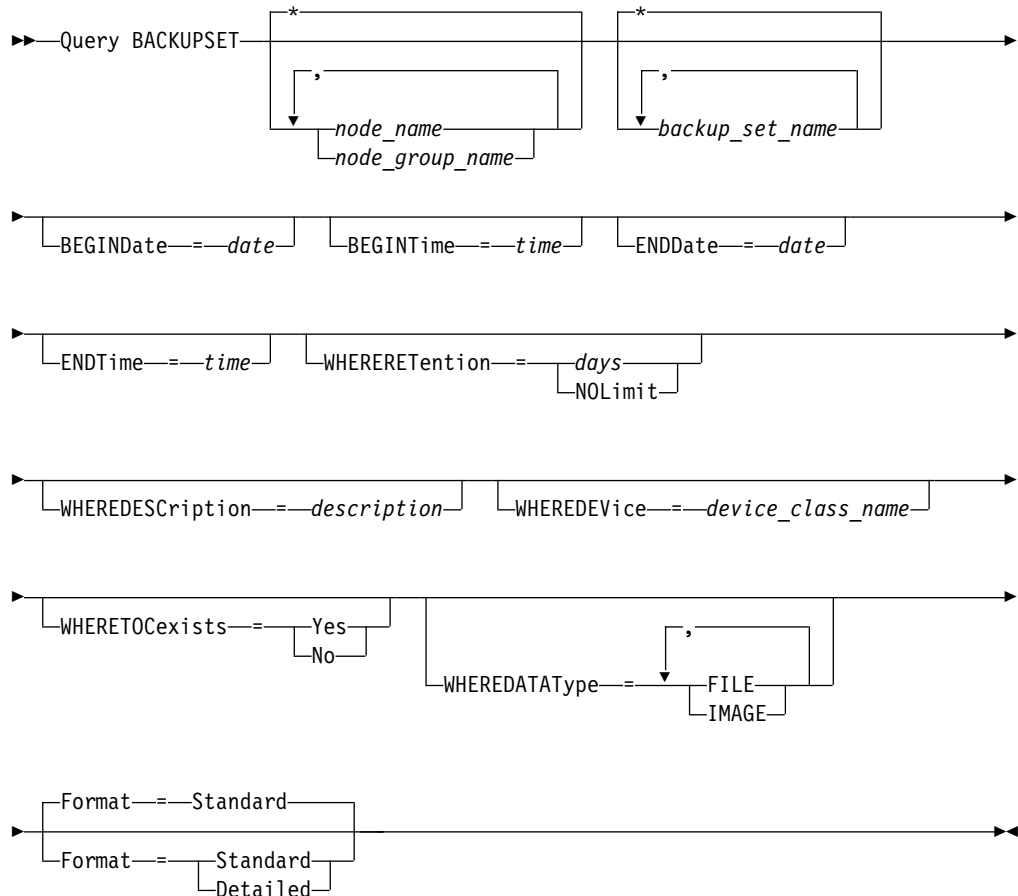 * *
Query BACKUPSET
, ,
node_name backup_set_name
node_group_name
BEGINDate = date BEGINTime = time ENDDate = date
ENDTime = time WHERERETention = days
NOLimit
WHEREDESCription = description WHEREDEVice = device_class_name
WHERETOCexists = Yes ,
No
WHEREDATAType = FILE
IMAGE
Format = Standard
Format = Standard
Detailed